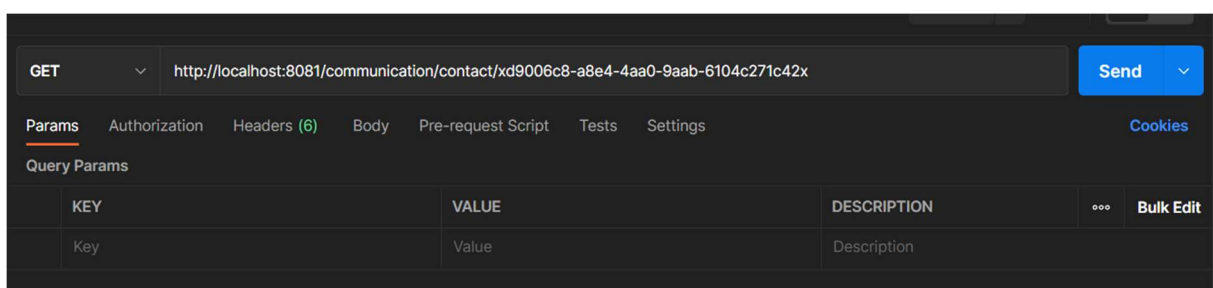 GET http://localhost:8081/communication/contact/xd9006c8-a8e4-4aa0-9aab-6104c271c42x Send
Params Authorization Headers (6) Body Pre-request Script Tests Settings Cookies
Query Params
KEY VALUE DESCRIPTION ooo Bulk Edit
Key Value Description